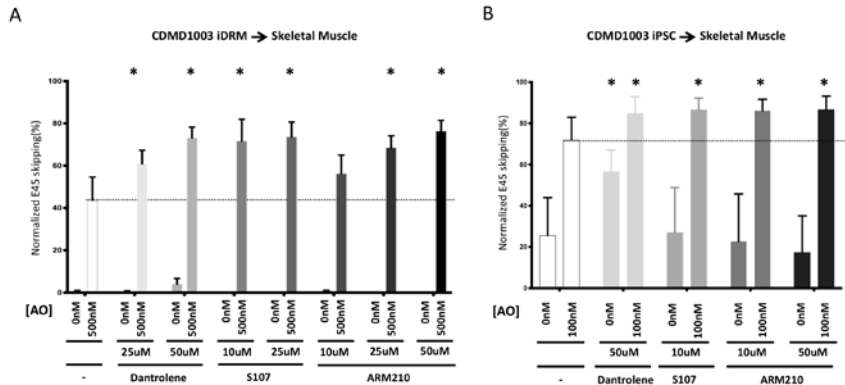 A
CDMD1003 iDRM → Skeletal Muscle
* * * * * *
Normalized E45 skipping(%)
100
80
60
40
20
0
[AO]
0nM 500nM 0nM 500nM 0nM 500nM 0nM 500nM 0nM 500nM 0nM 500nM 0nM 500nM 0nM 500nM
25uM 50uM 10uM 25uM 10uM 25uM 50uM
- Dantrolene S107 ARM210
B
CDMD1003 iPSC → Skeletal Muscle
* * * * *
Normalized E45 skipping(%)
100
80
60
40
20
0
[AO]
0nM 100nM 0nM 100nM 0nM 100nM 0nM 100nM 0nM 100nM
50uM 10uM 10uM 50uM
- Dantrolene S107 ARM210